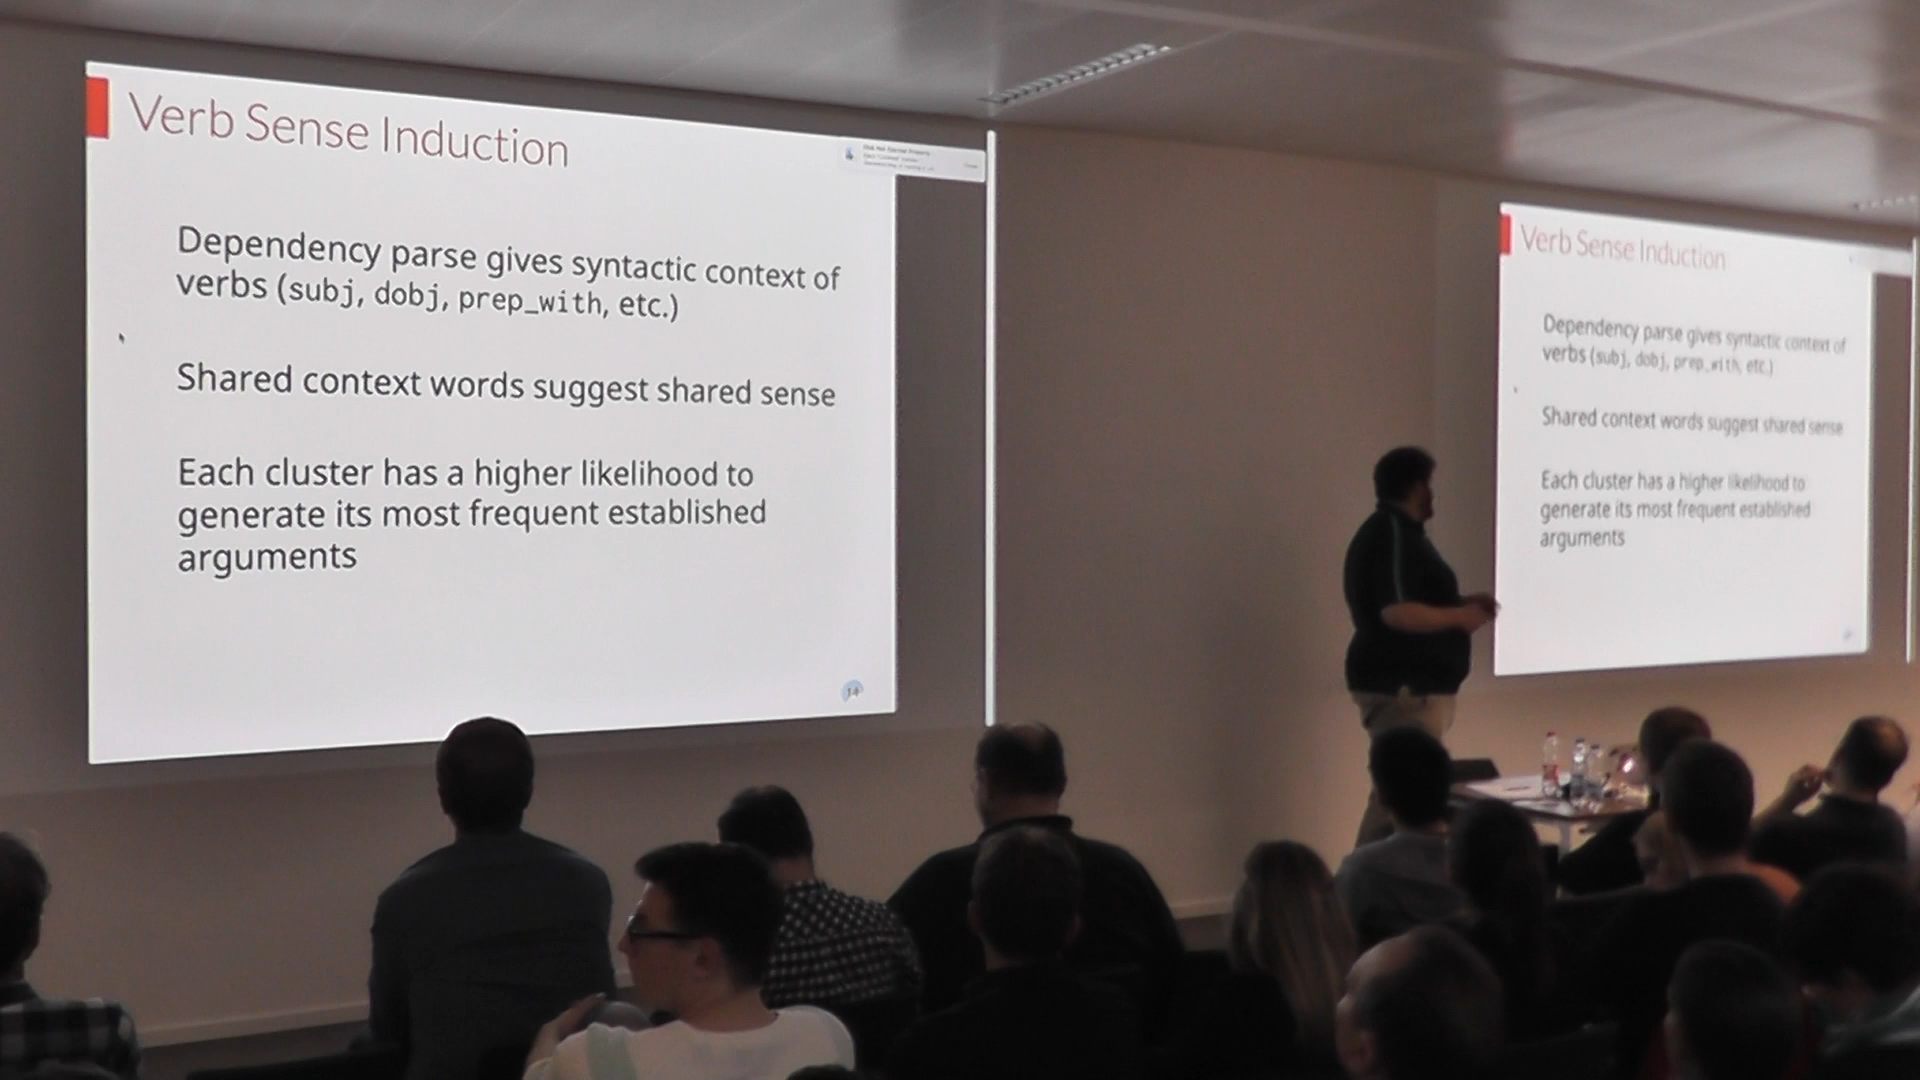 Verb Sense Induction
Dependency parse gives syntactic context of
verbs (subj, dobj, prep_with, etc.)
Shared context words suggest shared sense
Each cluster has a higher likelihood to
generate its most frequent established
arguments
14
Verb Sense Induction
Dependency parse gives syntactic context of
verbs (subj, dobj, prep_with, etc.)
Shared context words suggest shared sense
Each cluster has a higher likelihood to
generate its most frequent established
arguments